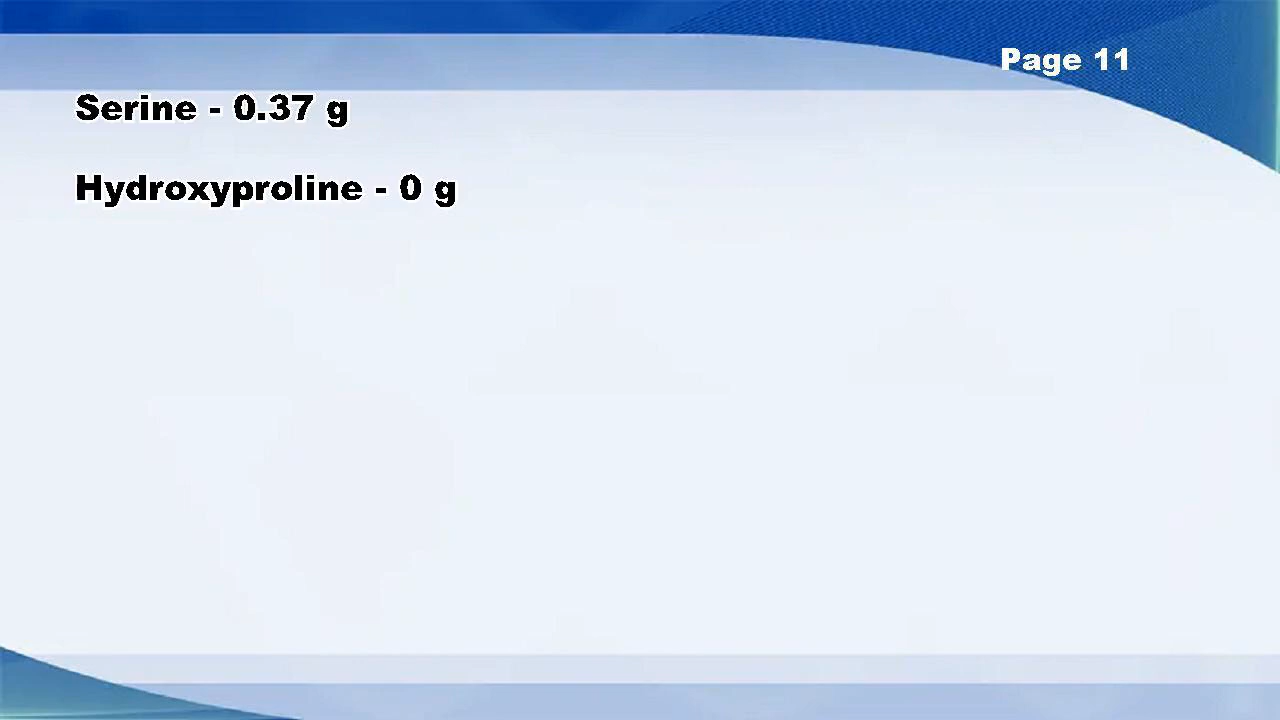 Page 11
Serine - 0.37 g
Hydroxyproline - 0 g